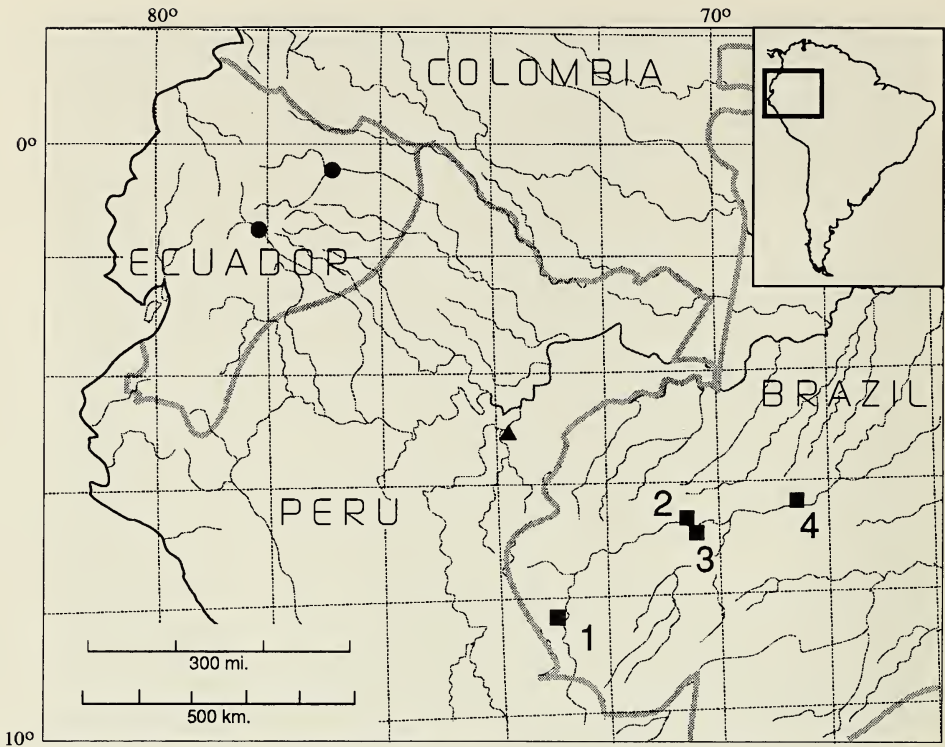 80º 70º
COLOMBIA
0º
ECUADOR
BRAZIL
PERU
2
3
4
1
300 mi.
500 km.
10º